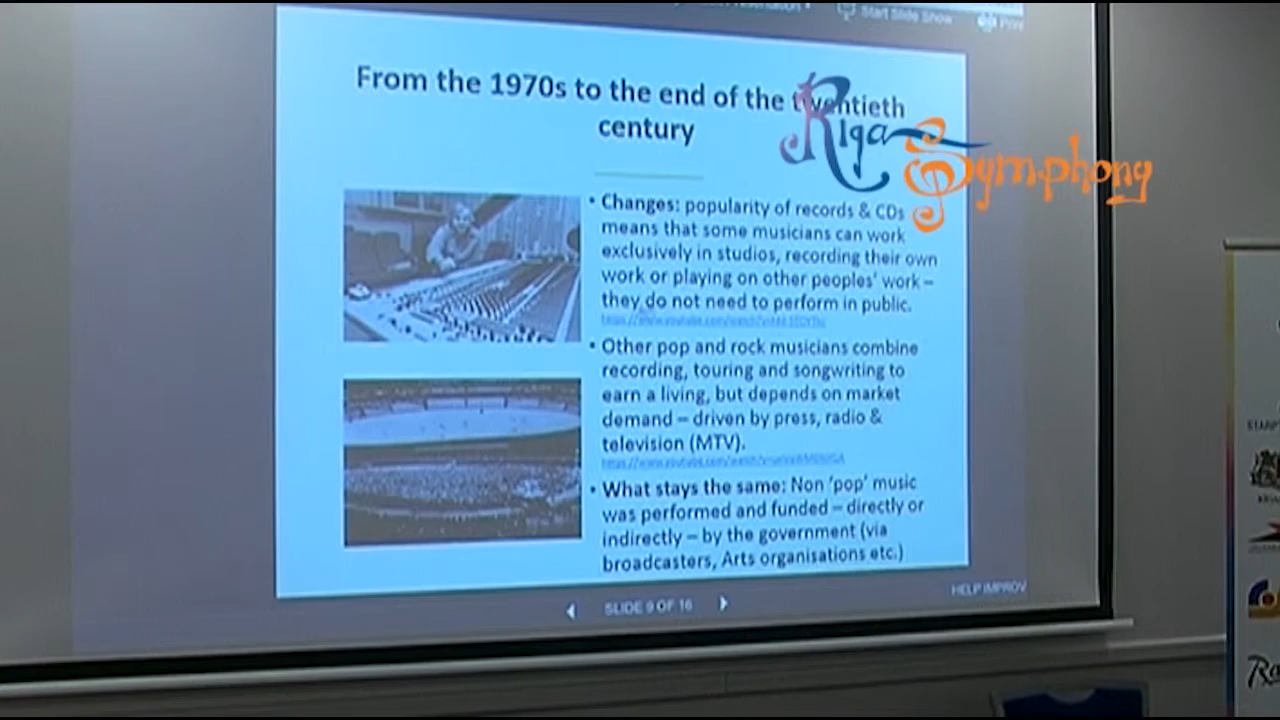 Start Slide Show
Print
From the 1970s to the end of the twentieth
century
Riga
Symphony
• Changes: popularity of records & CDs
means that some musicians can work
exclusively in studios, recording their own
work or playing on other peoples' work –
they do not need to perform in public.
• Other pop and rock musicians combine
recording, touring and songwriting to
earn a living, but depends on market
demand – driven by press, radio &
television (MTV).
• What stays the same: Non 'pop' music
was performed and funded – directly or
indirectly – by the government (via
broadcasters, Arts organisations etc.)
HELP IMPROV
SLIDE 9 OF 16